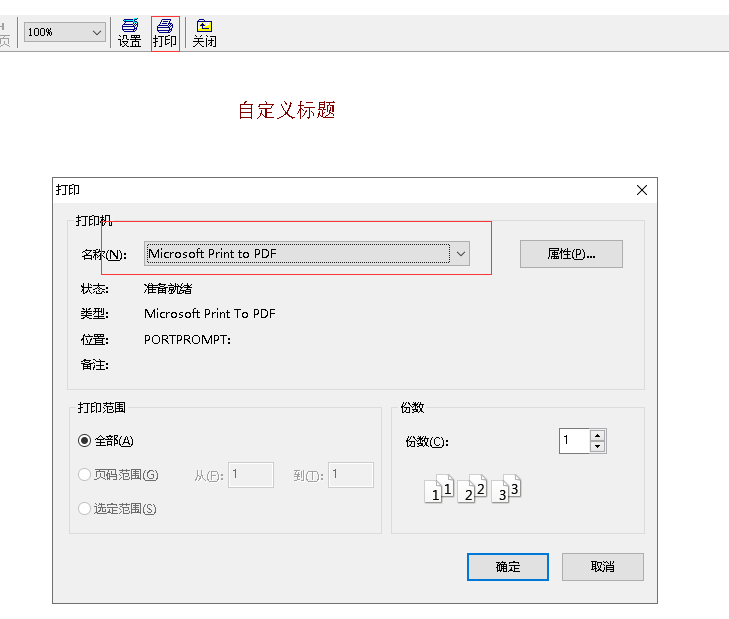 页 100% 设置 打印 关闭
自定义标题
打印
打印机
名称(N): Microsoft Print to PDF 属性(P)...
状态: 准备就绪
类型: Microsoft Print To PDF
位置: PORTPROMPT:
备注:
打印范围 份数
全部(A) 份数(C): 1
页码范围(G) 从(F): 1 到(T): 1
选定范围(S)
1 1 2 2 3 3
确定 取消